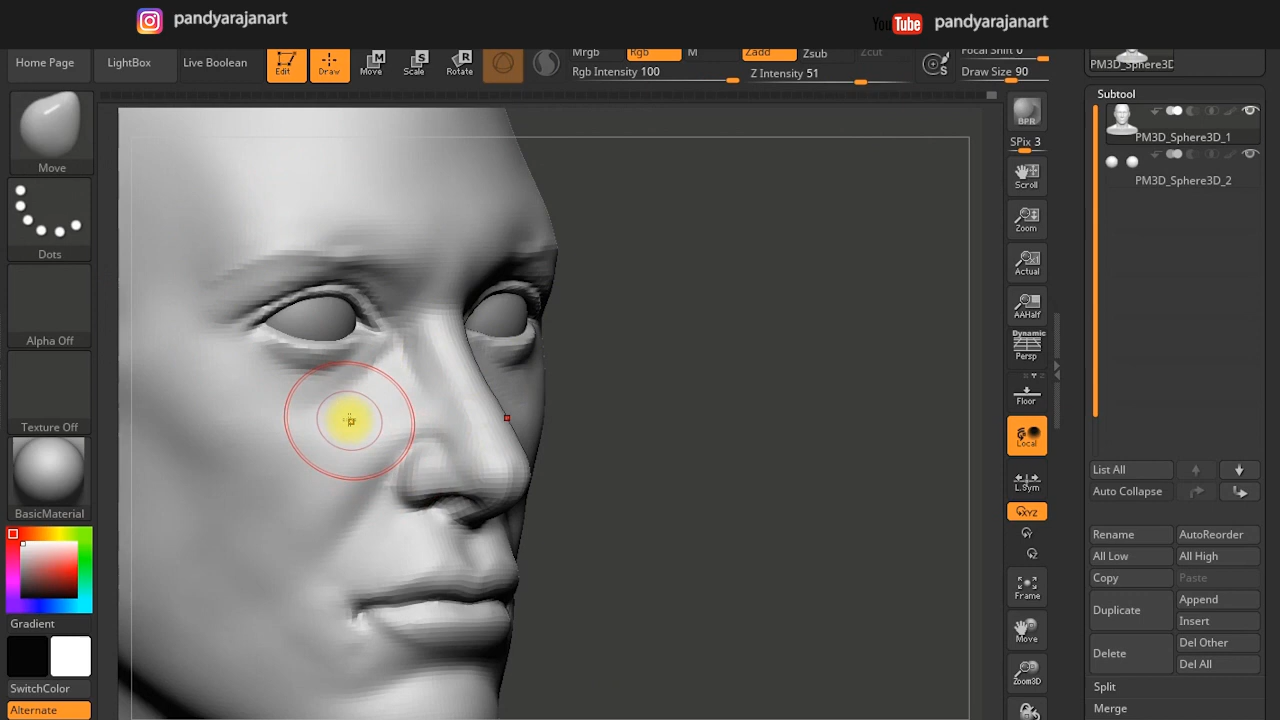 pandyarajanart
YouTube pandyarajanart
Home Page
LightBox
Live Boolean
Edit
Draw
Move
Scale
Rotate
Mrgb
Rgb
M
Rgb Intensity 100
Zadd
Zsub
Zcut
Z Intensity 51
Focal Shift 0
Draw Size 90
PM3D_Sphere3D
Move
Dots
Alpha Off
Texture Off
BasicMaterial
Gradient
SwitchColor
Alternate
BPR
SPix 3
Scroll
Zoom
Actual
AAHalf
Dynamic
Persp
Floor
Local
L.Sym
XYZ
Frame
Move
Zoom3D
Subtool
PM3D_Sphere3D_1
PM3D_Sphere3D_2
List All
Auto Collapse
Rename
AutoReorder
All Low
All High
Copy
Paste
Duplicate
Append
Insert
Delete
Del Other
Del All
Split
Merge